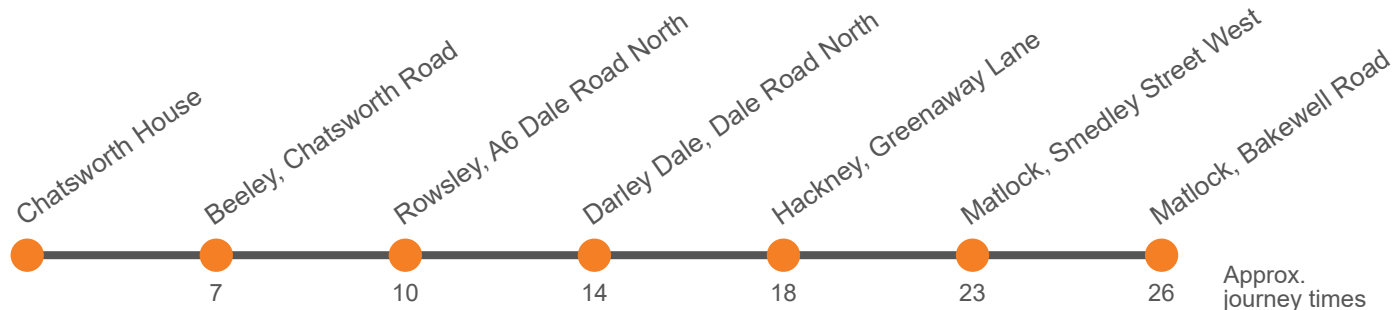 Chatsworth House
Beeley, Chatsworth Road
Rowsley, A6 Dale Road North
Darley Dale, Dale Road North
Hackney, Greenaway Lane
Matlock, Smedley Street West
Matlock, Bakewell Road
7
10
14
18
23
26
Approx.
journey times